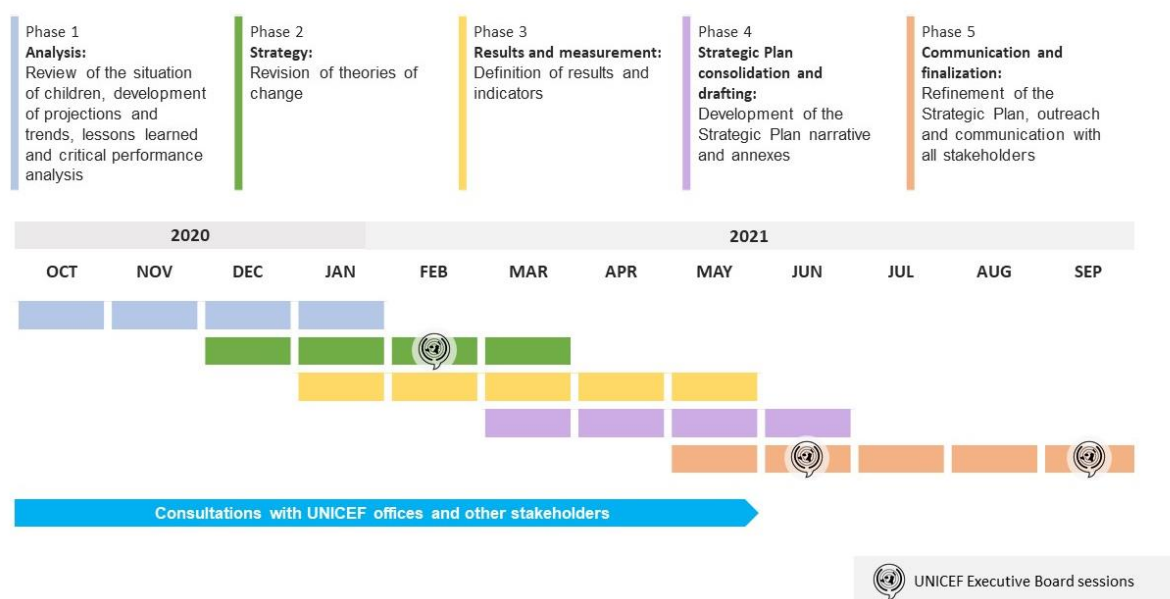 Phase 1
Analysis:
Review of the situation
of children, development
of projections and
trends, lessons learned
and critical performance
analysis
Phase 2
Strategy:
Revision of theories of
change
Phase 3
Results and measurement:
Definition of results and
indicators
Phase 4
Strategic Plan
consolidation and
drafting:
Development of the
Strategic Plan narrative
and annexes
Phase 5
Communication and
finalization:
Refinement of the
Strategic Plan, outreach
and communication with
all stakeholders
2020 2021
OCT NOV DEC JAN FEB MAR APR MAY JUN JUL AUG SEP
Consultations with UNICEF offices and other stakeholders
UNICEF Executive Board sessions